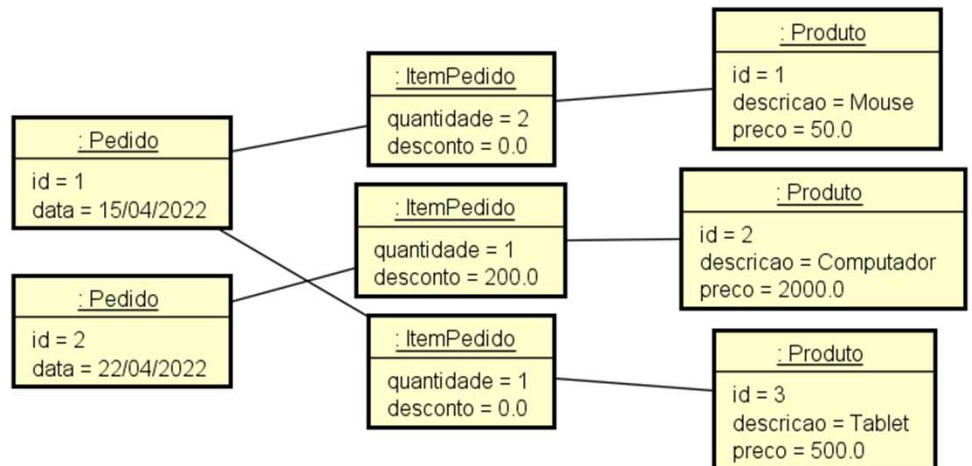 : Pedido
id = 1
data = 15/04/2022
: Pedido
id = 2
data = 22/04/2022
: ItemPedido
quantidade = 2
desconto = 0.0
: ItemPedido
quantidade = 1
desconto = 200.0
: ItemPedido
quantidade = 1
desconto = 0.0
: Produto
id = 1
descricao = Mouse
preco = 50.0
: Produto
id = 2
descricao = Computador
preco = 2000.0
: Produto
id = 3
descricao = Tablet
preco = 500.0